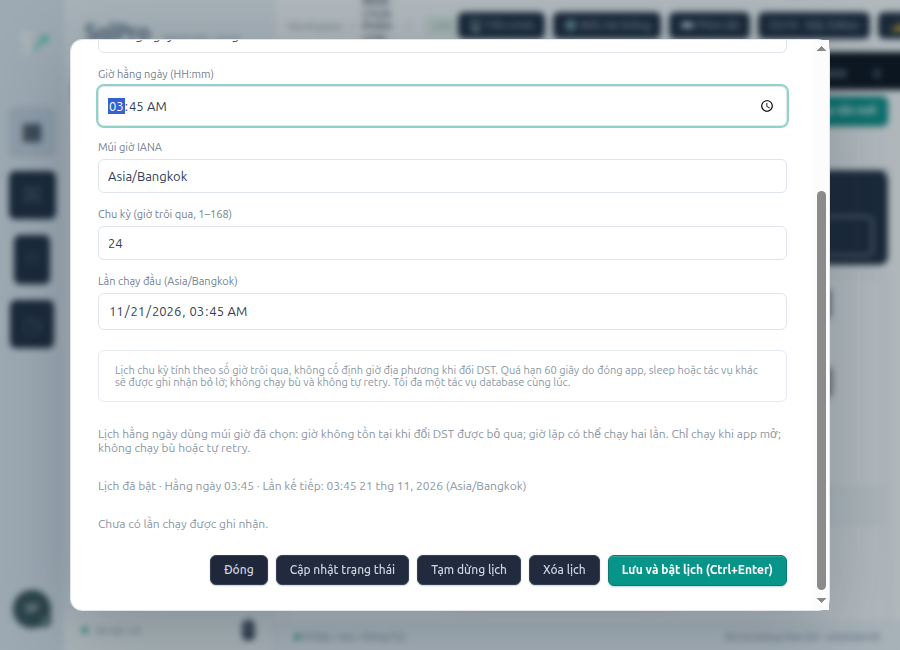 Giờ hằng ngày (HH:mm)
03:45 AM
Múi giờ IANA
Asia/Bangkok
Chu kỳ (giờ trôi qua, 1–168)
24
Lần chạy đầu (Asia/Bangkok)
11/21/2026, 03:45 AM
Lịch chu kỳ tính theo số giờ trôi qua, không cố định giờ địa phương khi đổi DST. Quá hạn 60 giây do đóng app, sleep hoặc tác vụ khác
sẽ được ghi nhận bỏ lỡ; không chạy bù và không tự retry. Tối đa một tác vụ database cùng lúc.
Lịch hằng ngày dùng múi giờ đã chọn: giờ không tồn tại khi đổi DST được bỏ qua; giờ lặp có thể chạy hai lần. Chỉ chạy khi app mở;
không chạy bù hoặc tự retry.
Lịch đã bật · Hằng ngày 03:45 · Lần kế tiếp: 03:45 21 thg 11, 2026 (Asia/Bangkok)
Chưa có lần chạy được ghi nhận.
Đóng
Cập nhật trạng thái
Tạm dừng lịch
Xóa lịch
Lưu và bật lịch (Ctrl+Enter)